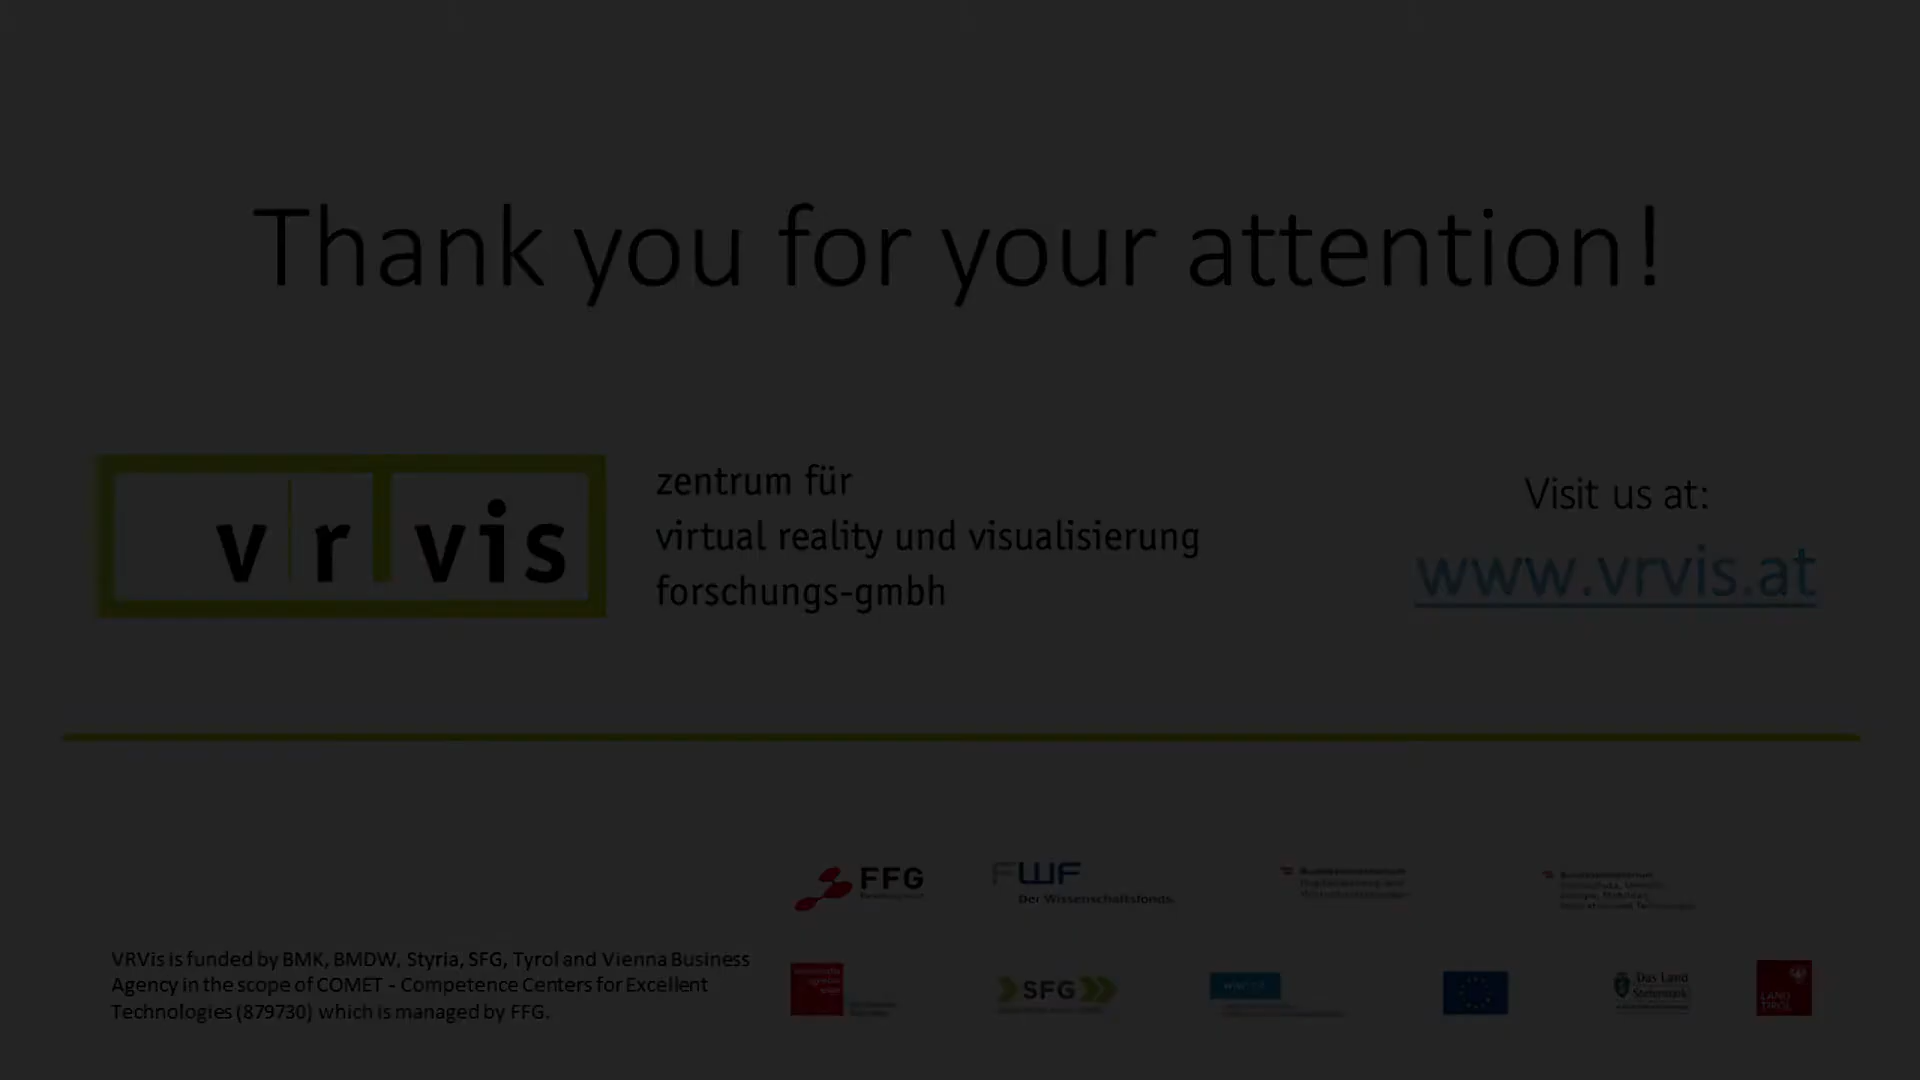 Thank you for your attention!
vr vis
zentrum für
virtual reality und visualisierung
forschungs-gmbh
Visit us at:
www.vrvis.at
FFG
FWF
Der Wissenschaftsfonds.
VRVis is funded by BMK, BMDW, Styria, SFG, Tyrol and Vienna Business
Agency in the scope of COMET - Competence Centers for Excellent
Technologies (879730) which is managed by FFG.
SFG
Das Land
Steiermark
LAND
TIROL